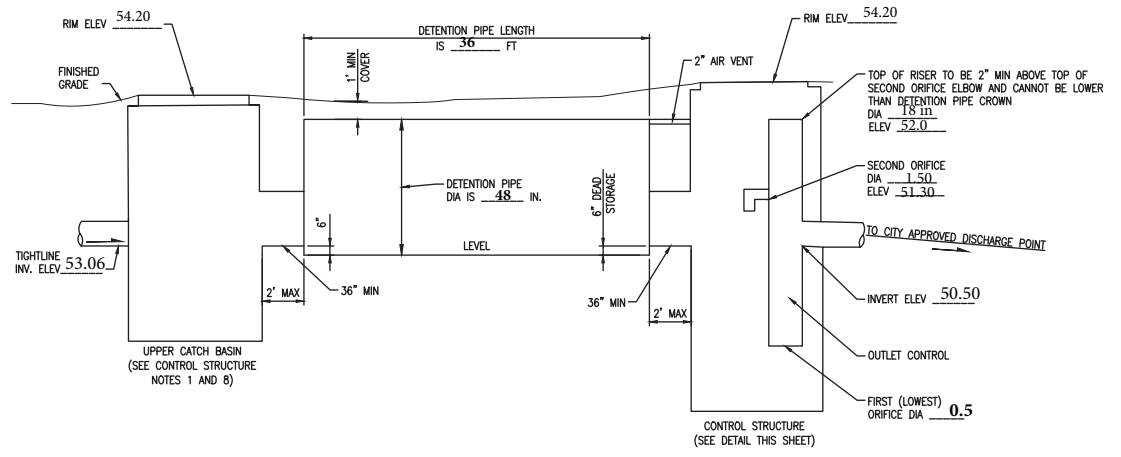 RIM ELEV 54.20
FINISHED
GRADE
DETENTION PIPE LENGTH
IS 36 FT
1' MIN
COVER
2" AIR VENT
RIM ELEV 54.20
TOP OF RISER TO BE 2" MIN ABOVE TOP OF
SECOND ORIFICE ELBOW AND CANNOT BE LOWER
THAN DETENTION PIPE CROWN
DIA 18 in
ELEV 52.0
SECOND ORIFICE
DIA 1.50
ELEV 51.30
DETENTION PIPE
DIA IS 48 IN.
6" DEAD
STORAGE
6"
LEVEL
TIGHTLINE
INV. ELEV 53.06
TO CITY APPROVED DISCHARGE POINT
2' MAX
36" MIN
36" MIN
2' MAX
INVERT ELEV 50.50
UPPER CATCH BASIN
(SEE CONTROL STRUCTURE
NOTES 1 AND 8)
OUTLET CONTROL
FIRST (LOWEST)
ORIFICE DIA 0.5
CONTROL STRUCTURE
(SEE DETAIL THIS SHEET)